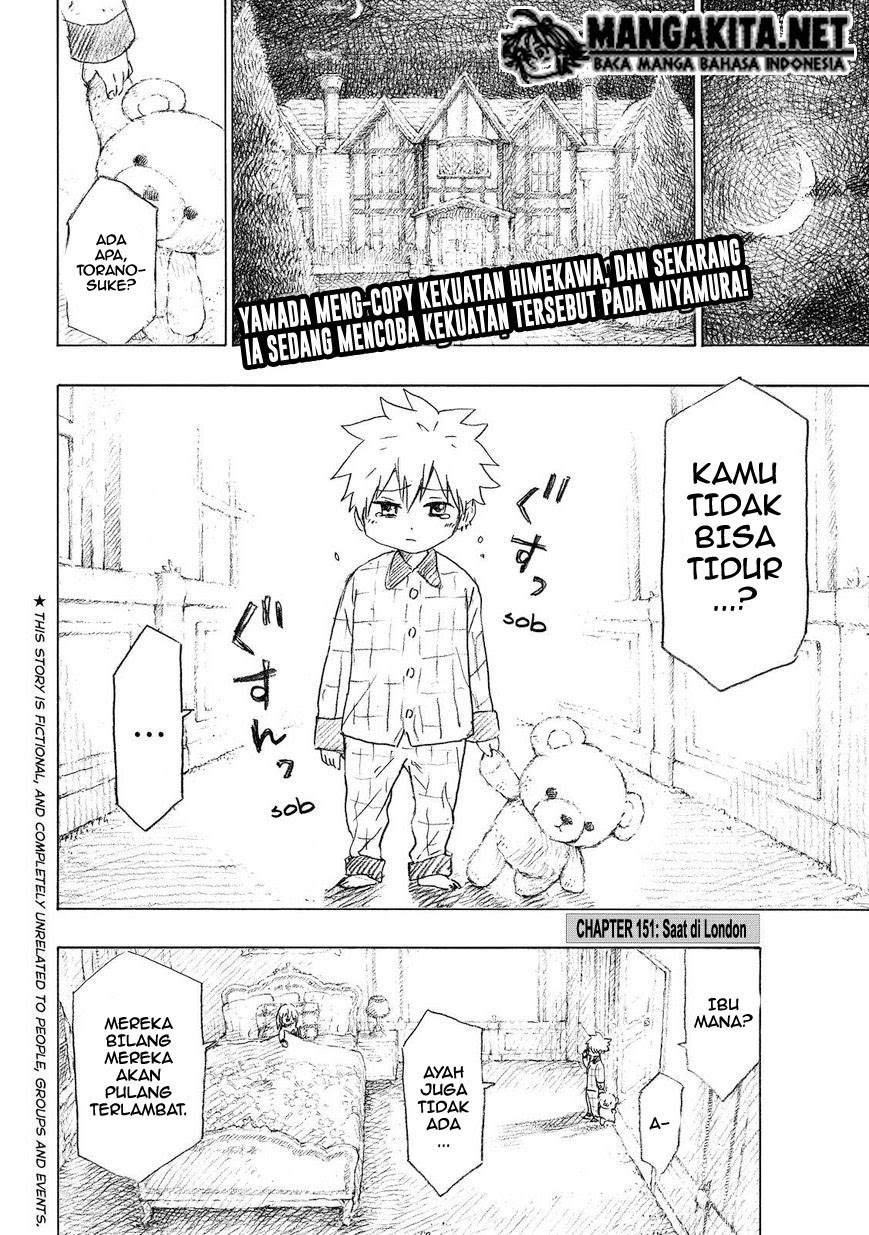 MANGAKITA.NET
BACA MANGA BAHASA INDONESIA
YAMADA MENG-COPY KEKUATAN HIMEKAWA, DAN SEKARANG
IA SEDANG MENCOBA KEKUATAN TERSEBUT PADA MIYAMURA!
ADA
APA,
TORANO-
SUKE?
KAMU
TIDAK
BISA
TIDUR
...?
ぐすっ
sob
ぐすんっ
sob
...
CHAPTER 151: Saat di London
IBU
MANA?
A-
AYAH
JUGA
TIDAK
ADA
...
MEREKA
BILANG
MEREKA
AKAN
PULANG
TERLAMBAT.
★ THIS STORY IS FICTIONAL, AND COMPLETELY UNRELATED TO PEOPLE, GROUPS AND EVENTS.